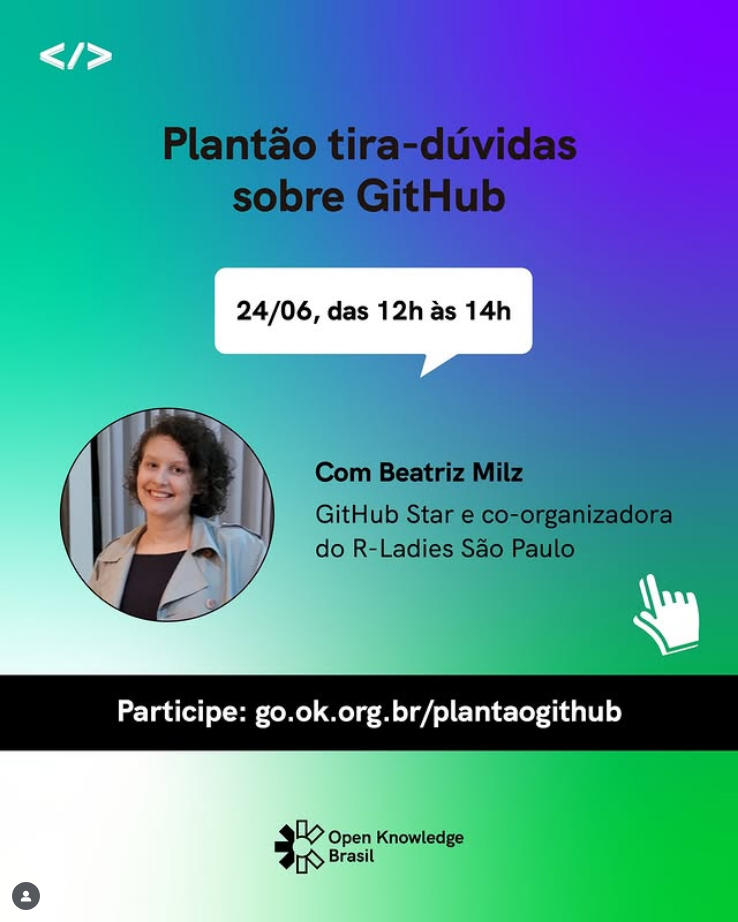 </>
Plantão tira-dúvidas
sobre GitHub
24/06, das 12h às 14h
Com Beatriz Milz
GitHub Star e co-organizadora
do R-Ladies São Paulo
Participe: go.ok.org.br/plantaogithub
Open Knowledge
Brasil